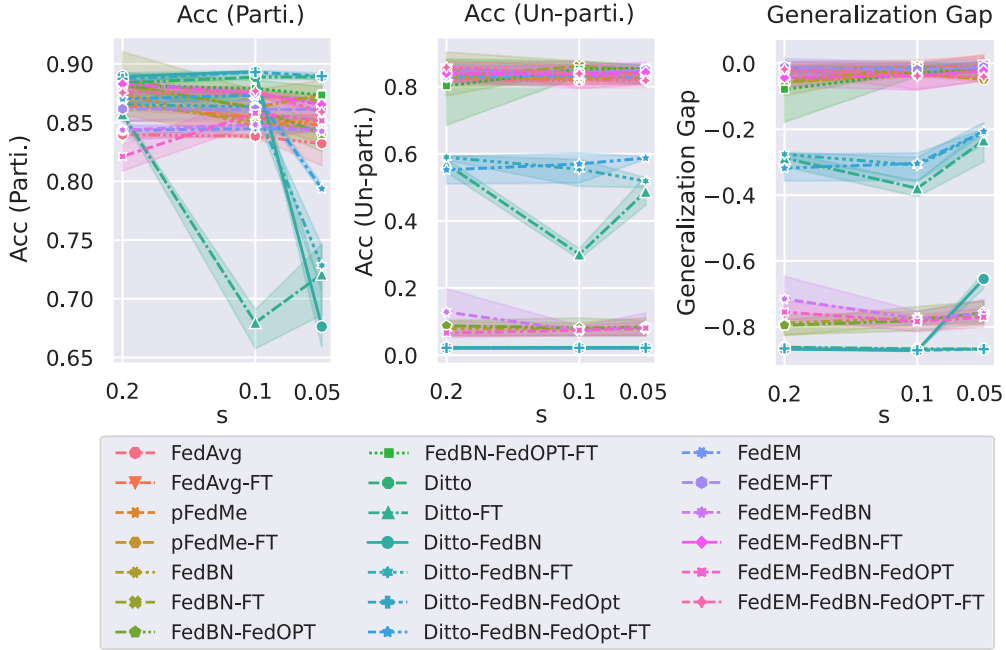 Acc (Parti.)
Acc (Un-parti.)
Generalization Gap
Acc (Parti.)
0.90
0.85
0.80
0.75
0.70
0.65
0.2
0.1
0.05
s
Acc (Un-parti.)
0.8
0.6
0.4
0.2
0.0
0.2
0.1
0.05
s
Generalization Gap
0.0
−0.2
−0.4
−0.6
−0.8
0.2
0.1
0.05
s
FedAvg
FedAvg-FT
pFedMe
pFedMe-FT
FedBN
FedBN-FT
FedBN-FedOPT
FedBN-FedOPT-FT
Ditto
Ditto-FT
Ditto-FedBN
Ditto-FedBN-FT
Ditto-FedBN-FedOpt
Ditto-FedBN-FedOpt-FT
FedEM
FedEM-FT
FedEM-FedBN
FedEM-FedBN-FT
FedEM-FedBN-FedOPT
FedEM-FedBN-FedOPT-FT